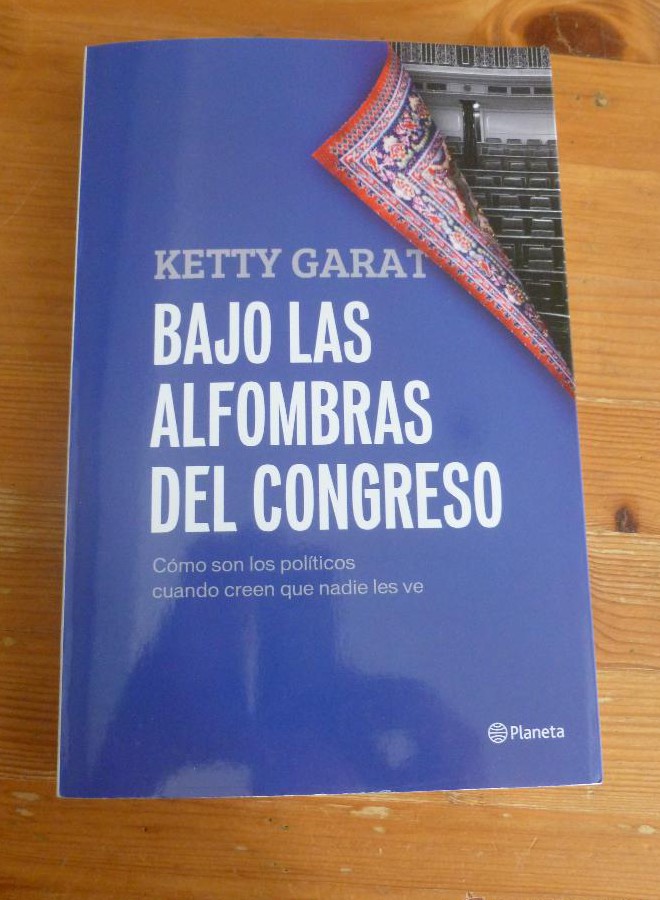 KETTY GARAT
BAJO LAS
ALFOMBRAS
DEL CONGRESO
Cómo son los políticos
cuando creen que nadie les ve
Planeta